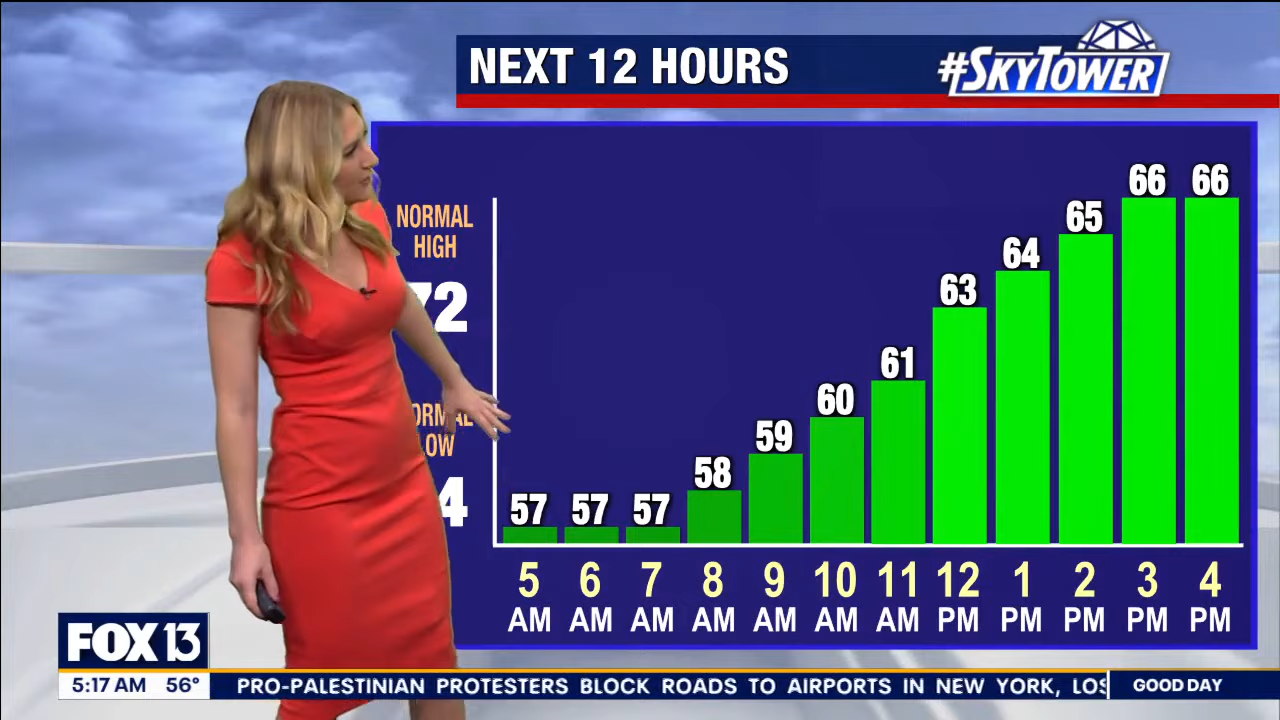 NEXT 12 HOURS
#SKYTOWER
NORMAL
HIGH
66 66
65
64
63
61
60
59
58
57 57 57
5 6 7 8 9 10 11 12 1 2 3 4
AM AM AM AM AM AM AM PM PM PM PM PM
FOX 13
5:17 AM 56°
PRO-PALESTINIAN PROTESTERS BLOCK ROADS TO AIRPORTS IN NEW YORK,
GOOD DAY